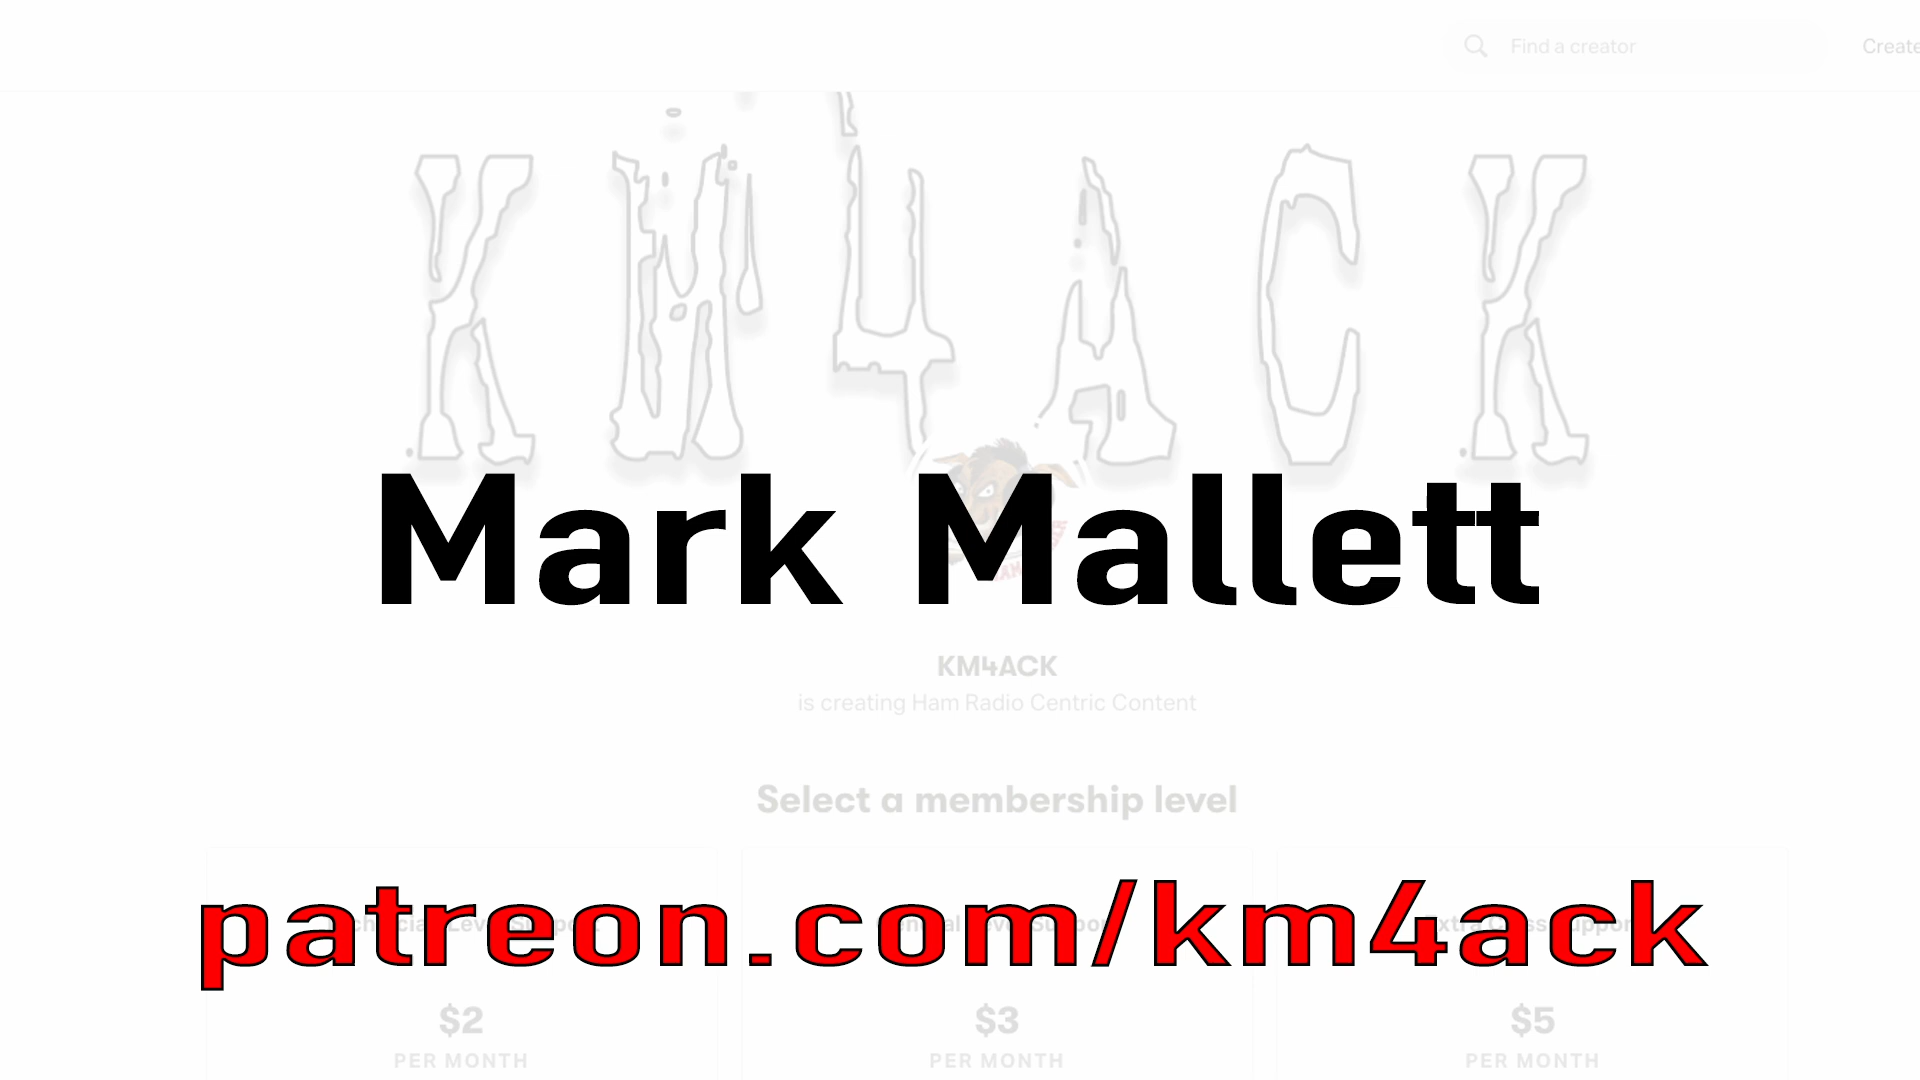 Find a creator
Create
KM4ACK
Mark Mallett
KM4ACK
is creating Ham Radio Centric Content
Select a membership level
patreon.com/km4ack
$2
$3
$5
PER MONTH
PER MONTH
PER MONTH